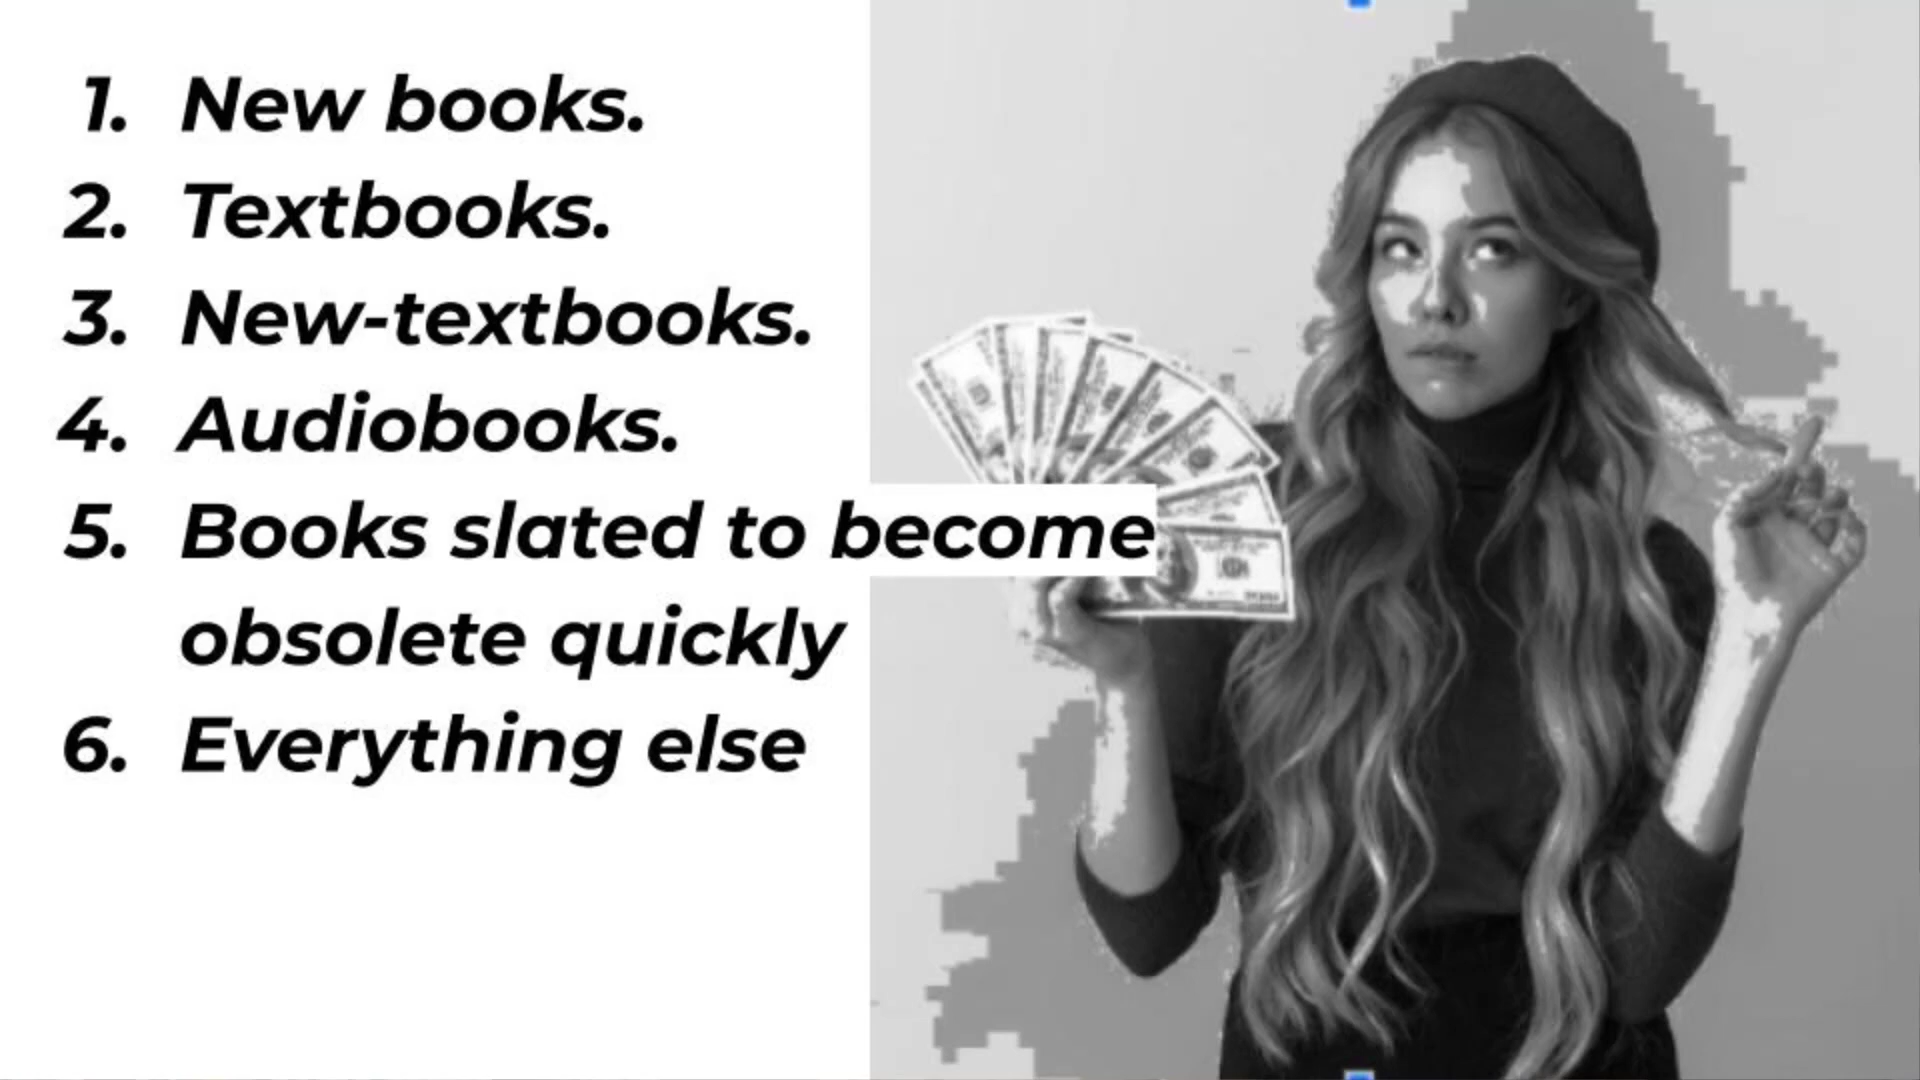 1. New books.
2. Textbooks.
3. New-textbooks.
4. Audiobooks.
5. Books slated to become
obsolete quickly
6. Everything else